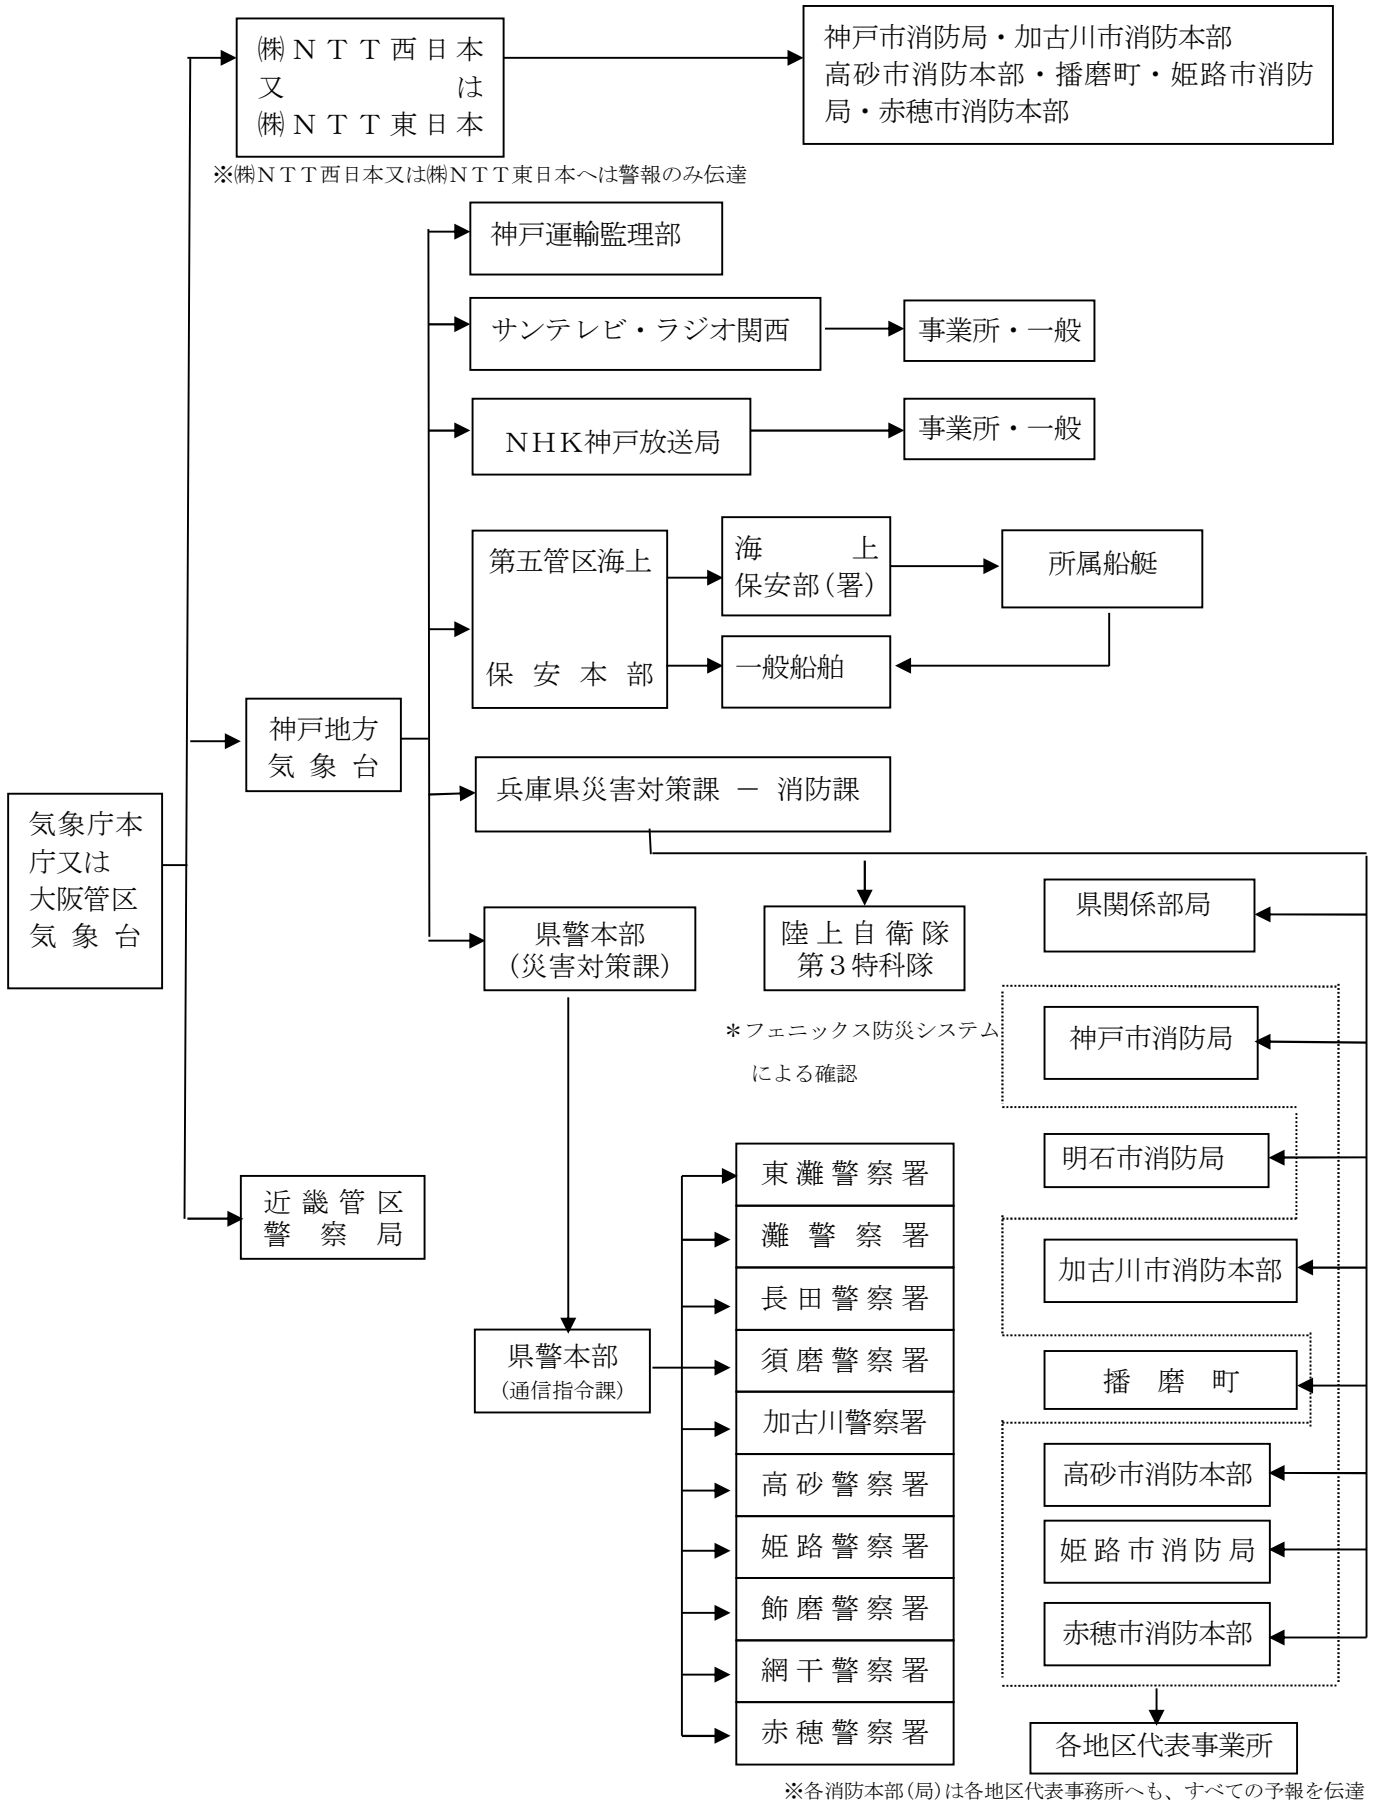 ㈱ＮＴＴ西日本
又は
㈱ＮＴＴ東日本
神戸市消防局・加古川市消防本部
高砂市消防本部・播磨町・姫路市消防
局・赤穂市消防本部
※㈱ＮＴＴ西日本又は㈱ＮＴＴ東日本へは警報のみ伝達
神戸運輸監理部
サンテレビ・ラジオ関西
事業所・一般
ＮＨＫ神戸放送局
事業所・一般
第五管区海上
保安本部
海上
保安部（署）
所属船艇
一般船舶
神戸地方
気象台
兵庫県災害対策課 － 消防課
気象庁本
庁又は
大阪管区
気象台
県警本部
（災害対策課）
陸上自衛隊
第３特科隊
県関係部局
＊フェニックス防災システム
による確認
神戸市消防局
明石市消防局
加古川市消防本部
播磨町
高砂市消防本部
姫路市消防局
赤穂市消防本部
近畿管区
警察局
県警本部
（通信指令課）
東灘警察署
灘警察署
長田警察署
須磨警察署
加古川警察署
高砂警察署
姫路警察署
飾磨警察署
網干警察署
赤穂警察署
各地区代表事業所
※各消防本部（局）は各地区代表事務所へも、すべての予報を伝達